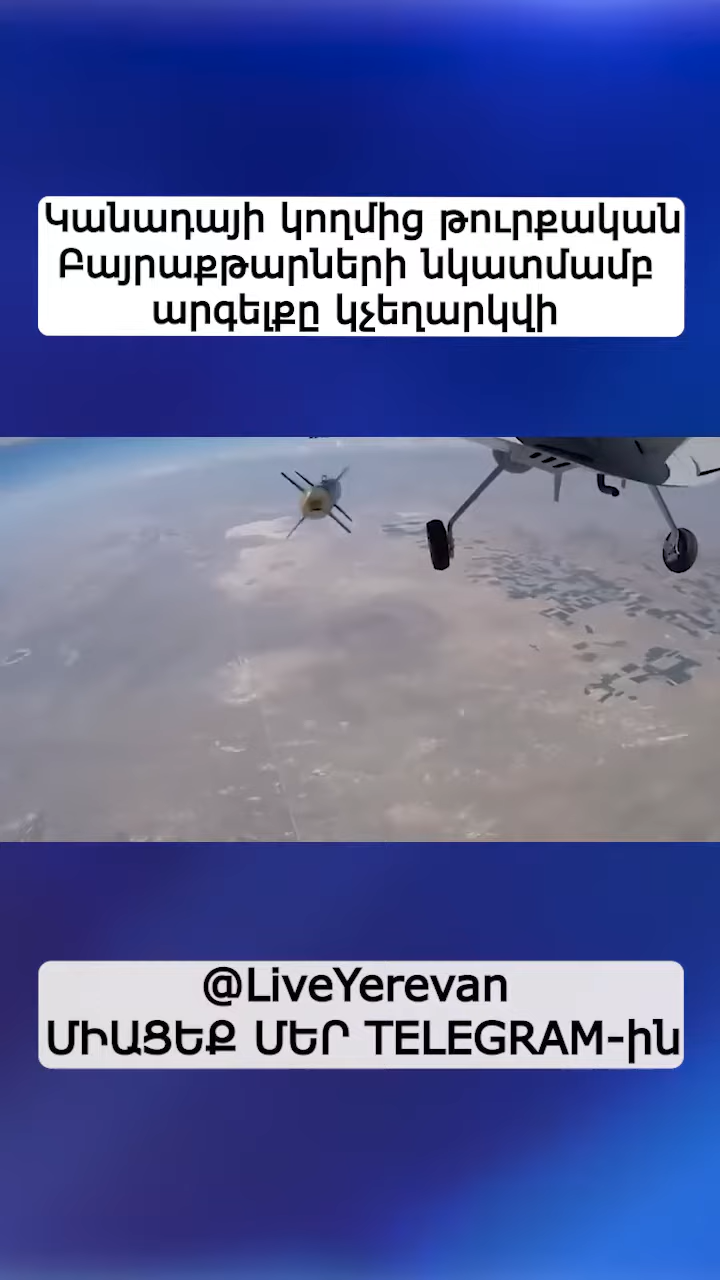 Կանադայի կողմից թուրքական
Բայրաքթարների նկատմամբ
արգելքը կչեղարկվի
@LiveYerevan
ՄԻԱՑԵՔ ՄԵՐ TELEGRAM-ին